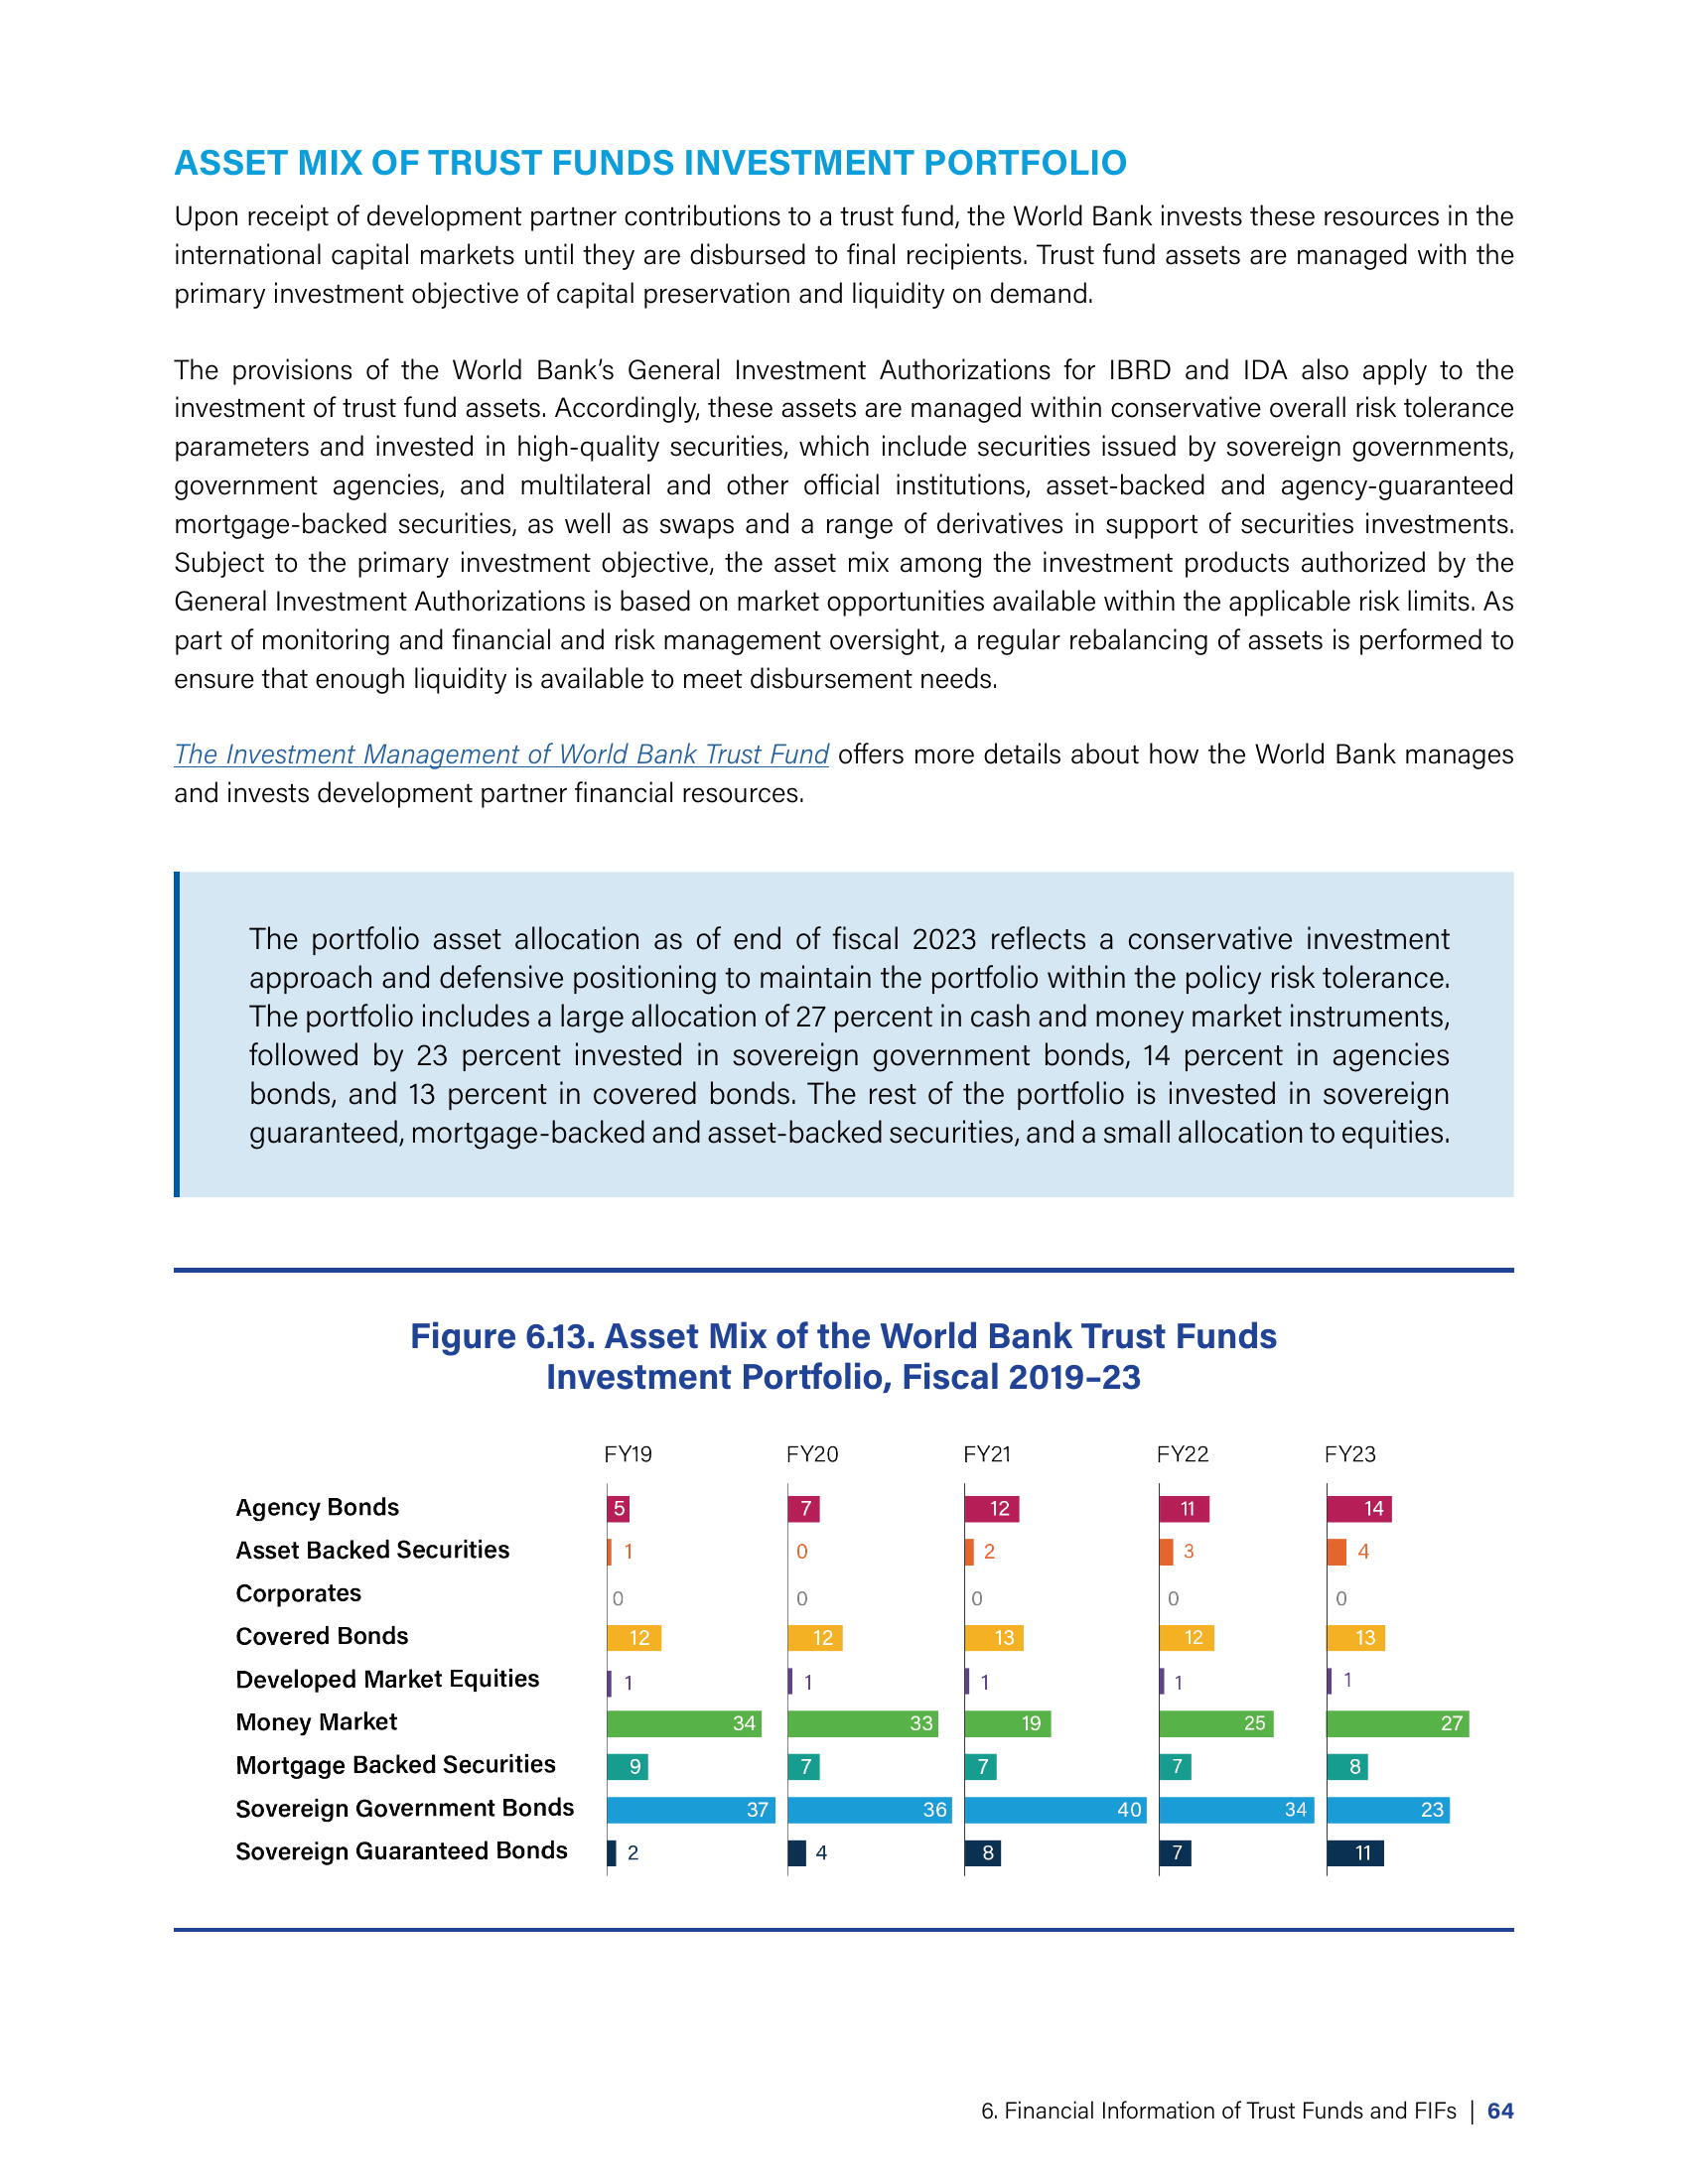 ASSET MIX OF TRUST FUNDS INVESTMENT PORTFOLIO
Upon receipt of development partner contributions to a trust fund, the World Bank invests these resources in the
international capital markets until they are disbursed to final recipients. Trust fund assets are managed with the
primary investment objective of capital preservation and liquidity on demand.
The provisions of the World Bank’s General Investment Authorizations for IBRD and IDA also apply to the
investment of trust fund assets. Accordingly, these assets are managed within conservative overall risk tolerance
parameters and invested in high-quality securities, which include securities issued by sovereign governments,
government agencies, and multilateral and other official institutions, asset-backed and agency-guaranteed
mortgage-backed securities, as well as swaps and a range of derivatives in support of securities investments.
Subject to the primary investment objective, the asset mix among the investment products authorized by the
General Investment Authorizations is based on market opportunities available within the applicable risk limits. As
part of monitoring and financial and risk management oversight, a regular rebalancing of assets is performed to
ensure that enough liquidity is available to meet disbursement needs.
The Investment Management of World Bank Trust Fund offers more details about how the World Bank manages
and invests development partner financial resources.
The portfolio asset allocation as of end of fiscal 2023 reflects a conservative investment
approach and defensive positioning to maintain the portfolio within the policy risk tolerance.
The portfolio includes a large allocation of 27 percent in cash and money market instruments,
followed by 23 percent invested in sovereign government bonds, 14 percent in agencies
bonds, and 13 percent in covered bonds. The rest of the portfolio is invested in sovereign
guaranteed, mortgage-backed and asset-backed securities, and a small allocation to equities.
Figure 6.13. Asset Mix of the World Bank Trust Funds
Investment Portfolio, Fiscal 2019–23
FY19 FY20 FY21 FY22 FY23
Agency Bonds 5 7 12 11 14
Asset Backed Securities 1 0 2 3 4
Corporates 0 0 0 0 0
Covered Bonds 12 12 13 12 13
Developed Market Equities 1 1 1 1 1
Money Market 34 33 19 25 27
Mortgage Backed Securities 9 7 7 7 8
Sovereign Government Bonds 37 36 40 34 23
Sovereign Guaranteed Bonds 2 4 8 7 11
6. Financial Information of Trust Funds and FIFs | 64